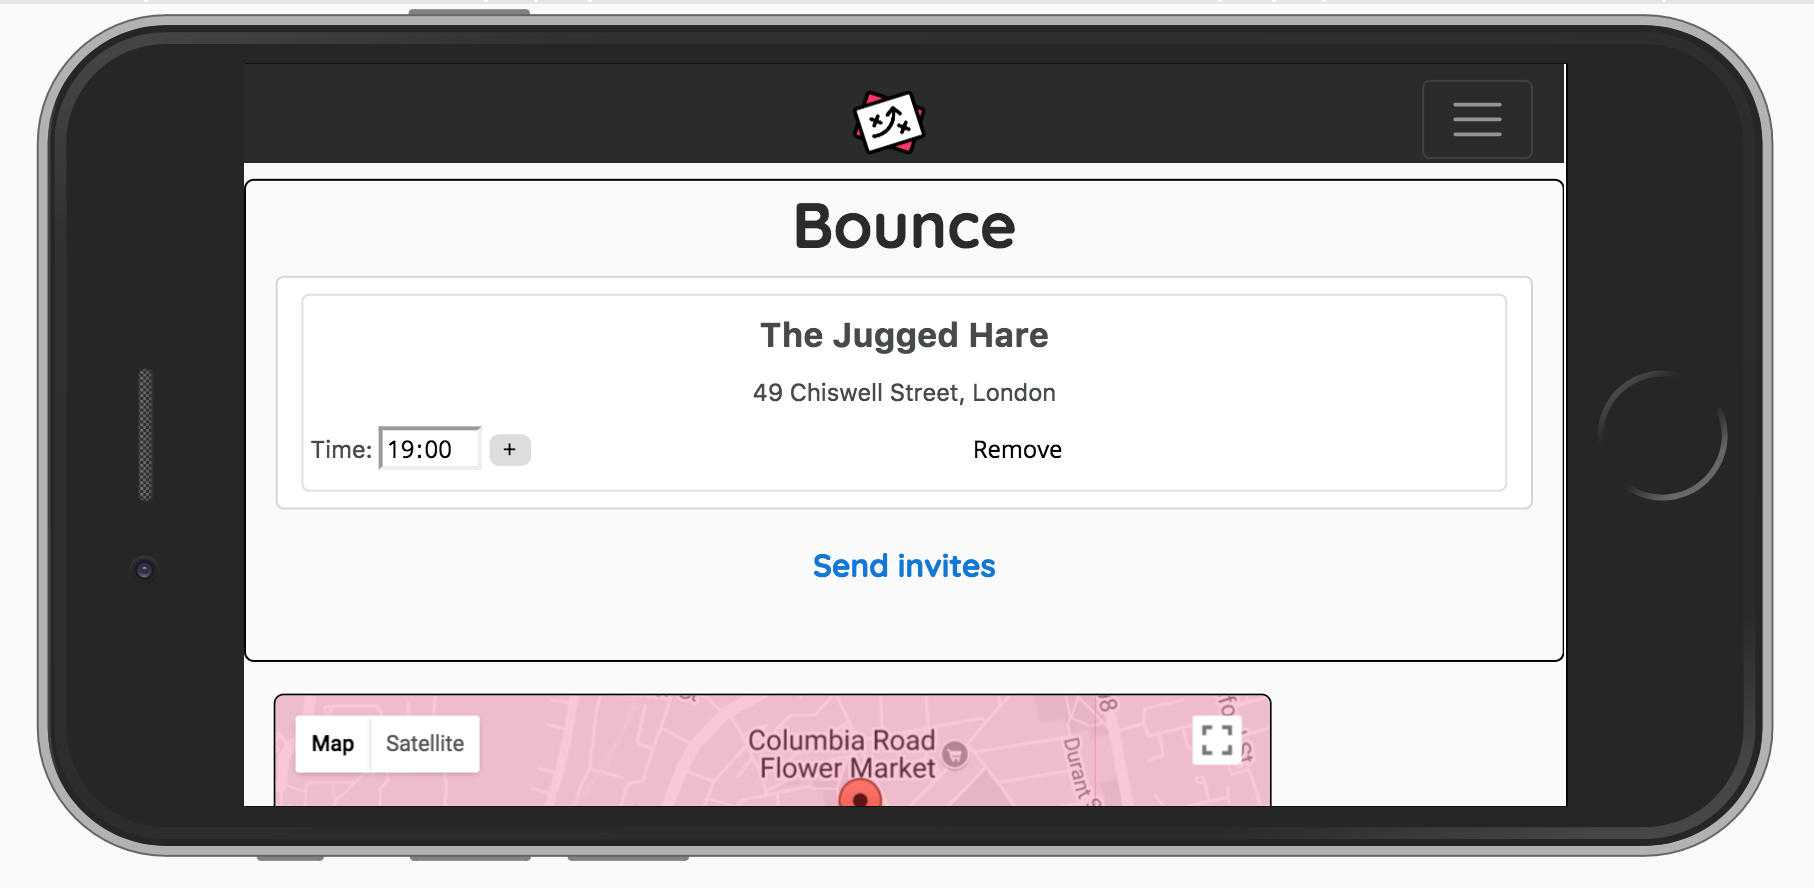 Bounce
The Jugged Hare
49 Chiswell Street, London
Time: 19:00 + Remove
Send invites
Map Satellite
Columbia Road
Flower Market
Durant